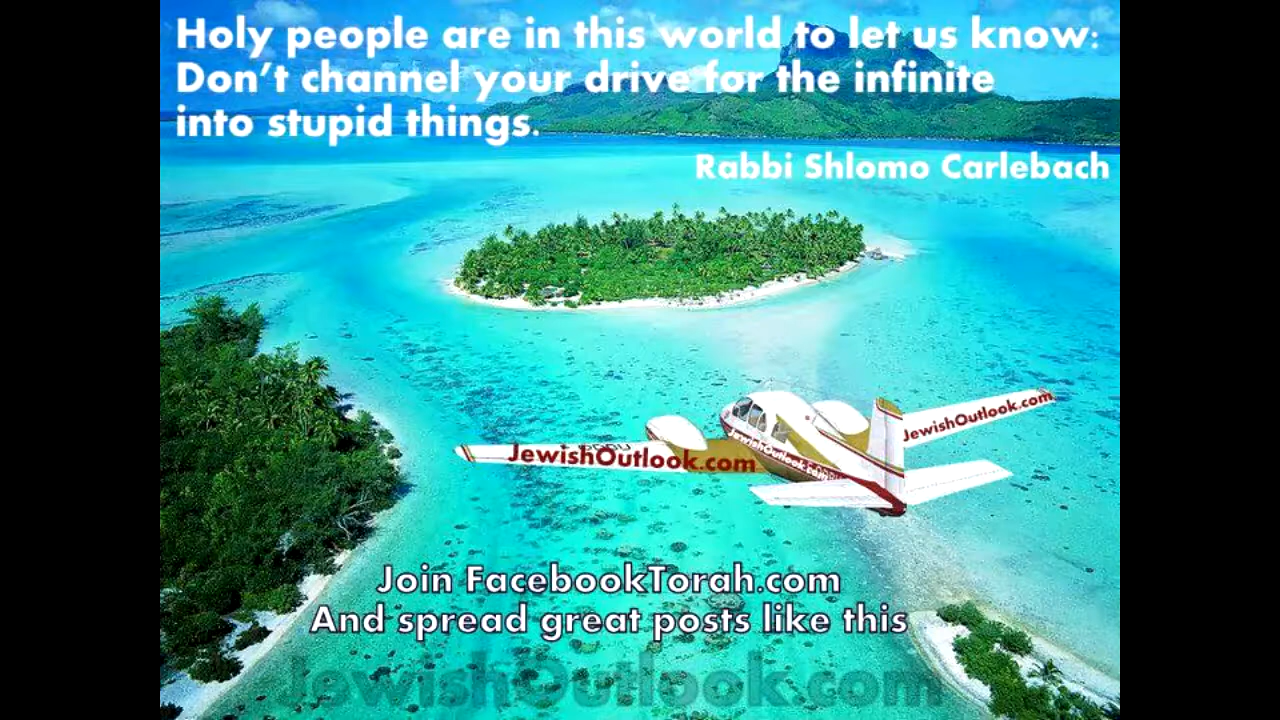 Holy people are in this world to let us know:
Don't channel your drive for the infinite
into stupid things.
Rabbi Shlomo Carlebach
JewishOutlook.com
JewishOutlook.com
JewishOutlook.com
Join FacebookTorah.com
And spread great posts like this
JewishOutlook.com